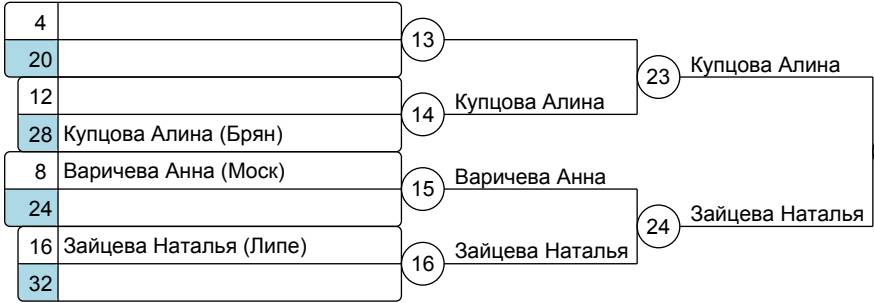 4
13
20
23 Купцова Алина
12
14 Купцова Алина
28 Купцова Алина (Брян)
8 Варичева Анна (Моск)
15 Варичева Анна
24
24 Зайцева Наталья
16 Зайцева Наталья (Липе)
16 Зайцева Наталья
32